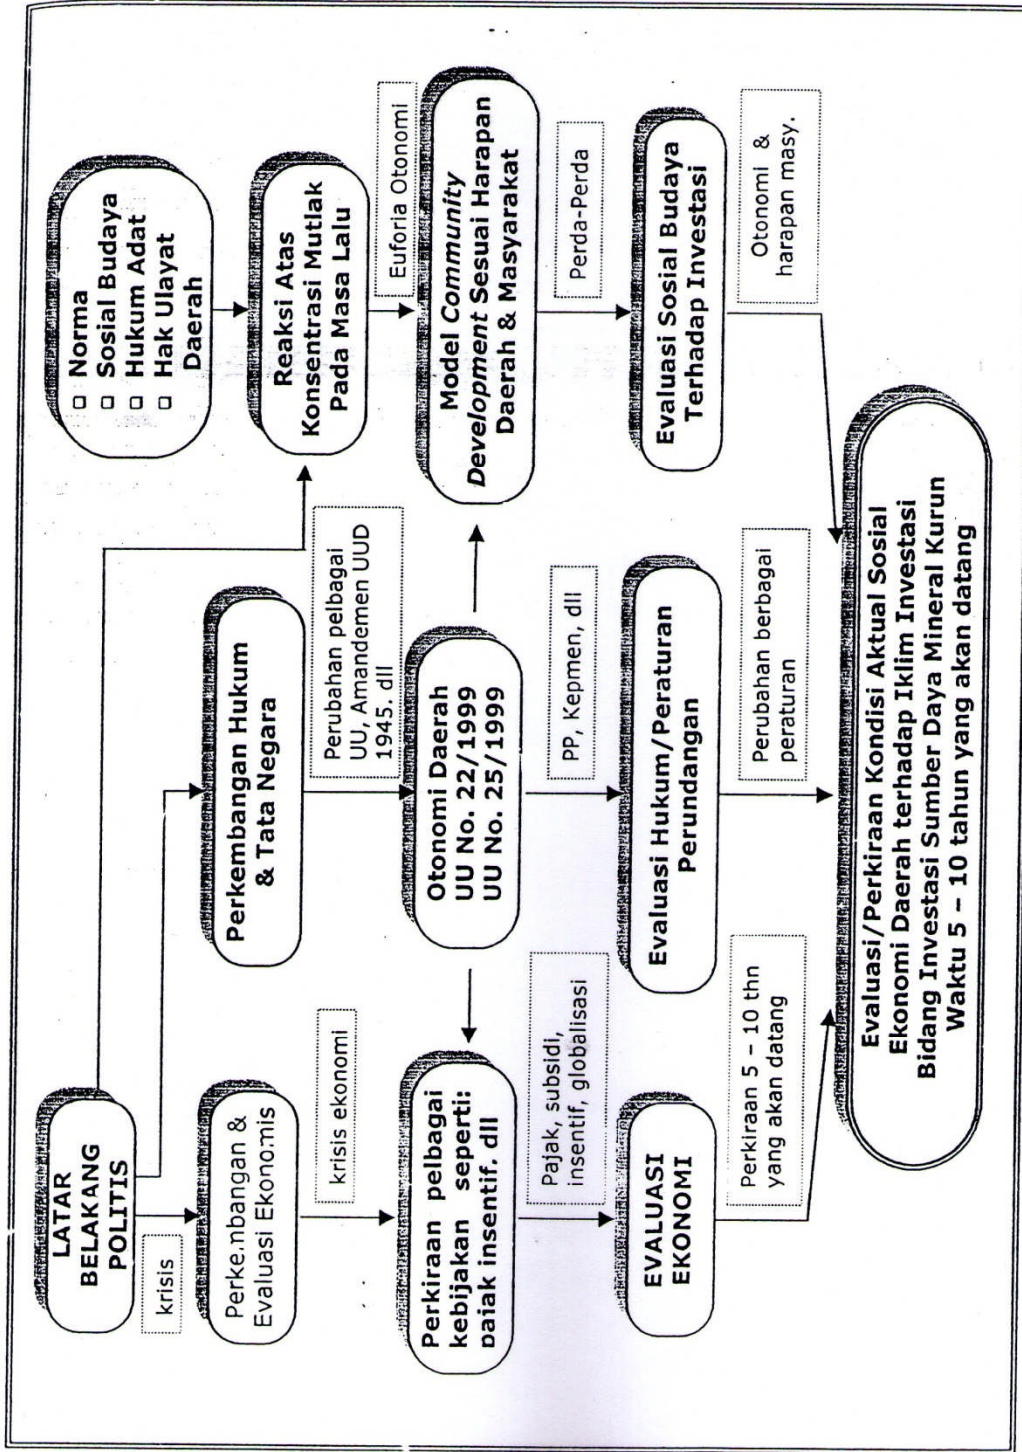 LATAR
BELAKANG
POLITIS
krisis
Perke.nbangan &
Evaluasi Ekono.mis
krisis ekonomi
Perkiraan pelbagai
kebijakan seperti:
pajak insentif. dll
Pajak, subsidi,
insentif, globalisasi
EVALUASI
EKONOMI
Perkiraan 5 – 10 thn
yang akan datang
Perkembangan Hukum
& Tata Negara
Perubahan pelbagai
UU, Amandemen UUD
1945. dll
Otonomi Daerah
UU No. 22/1999
UU No. 25/1999
PP, Kepmen, dll
Evaluasi Hukum/Peraturan
Perundangan
Perubahan berbagai
peraturan
□ Norma
□ Sosial Budaya
□ Hukum Adat
□ Hak Ulayat
Daerah
Reaksi Atas
Konsentrasi Mutlak
Pada Masa Lalu
Euforia Otonomi
Model Community
Development Sesuai Harapan
Daerah & Masyarakat
Perda-Perda
Evaluasi Sosial Budaya
Terhadap Investasi
Otonomi &
harapan masy.
Evaluasi/Perkiraan Kondisi Aktual Sosial
Ekonomi Daerah terhadap Iklim Investasi
Bidang Investasi Sumber Daya Mineral Kurun
Waktu 5 – 10 tahun yang akan datang